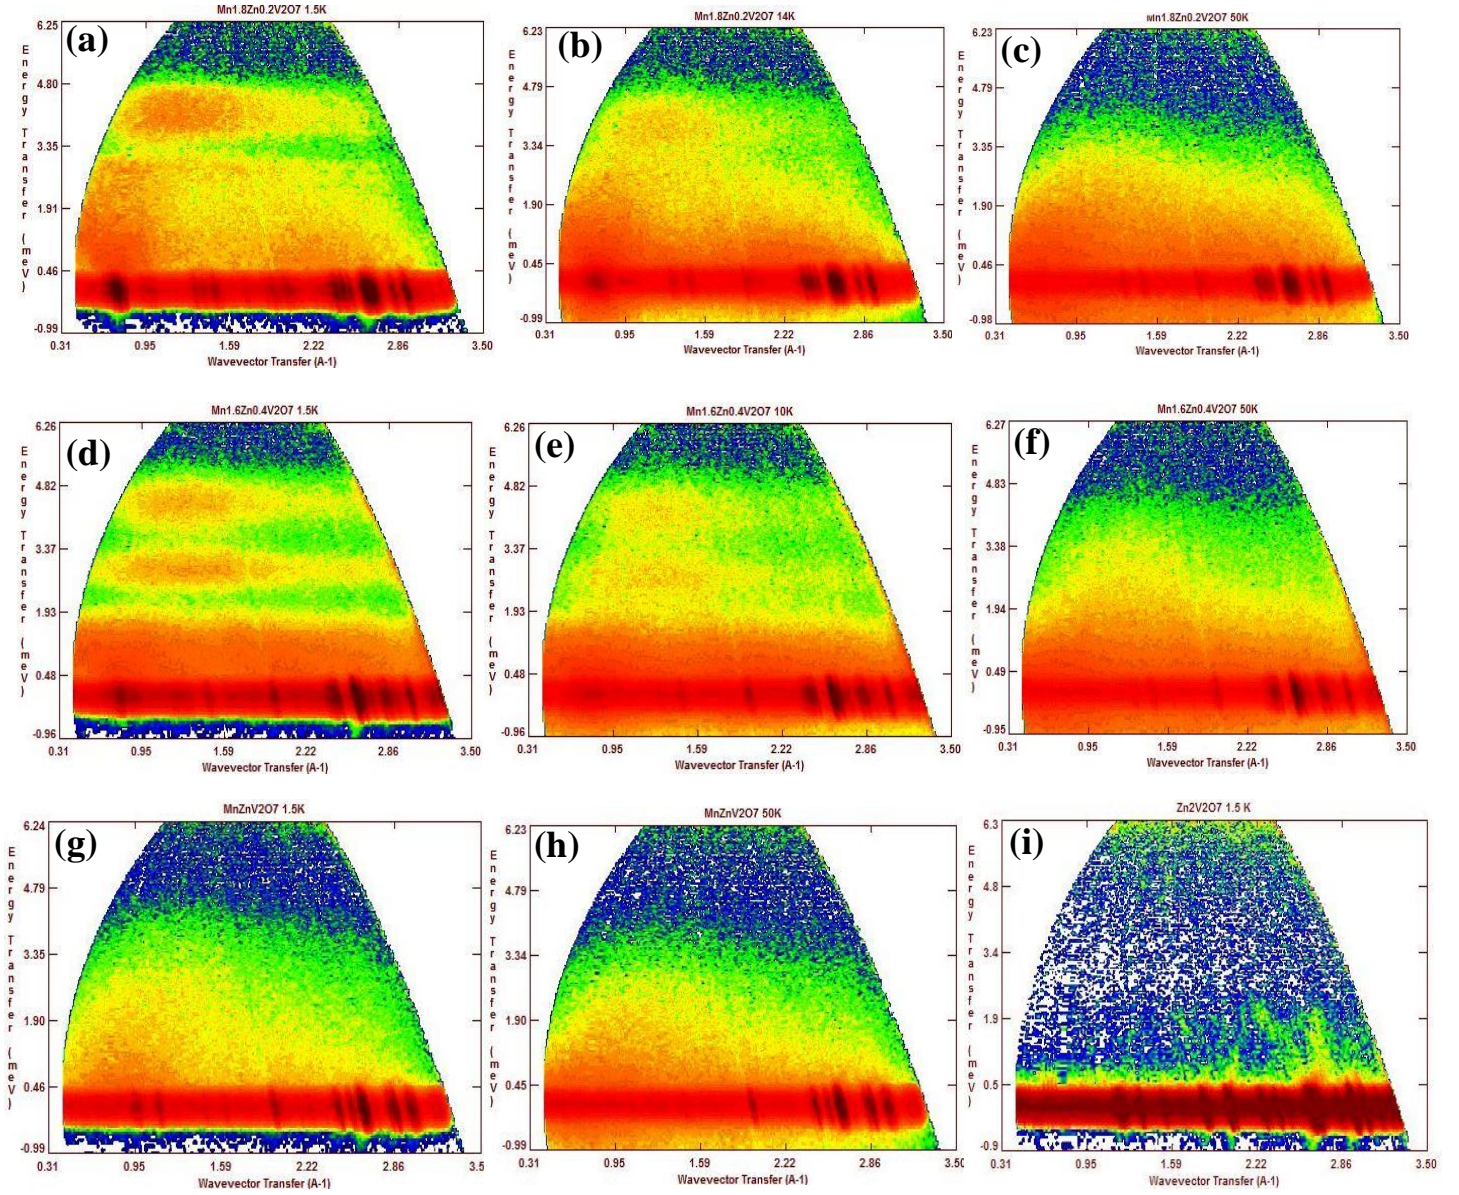 Mn1.8Zn0.2V2O7 1.5K
(a)
6.25
4.80
3.35
1.91
0.46
-0.99
Energy Transfer (meV)
0.31 0.95 1.59 2.22 2.86 3.50
Wavevector Transfer (A-1)
Mn1.8Zn0.2V2O7 14K
(b)
6.23
4.79
3.34
1.90
0.45
-0.99
Energy Transfer (meV)
0.31 0.95 1.59 2.22 2.86 3.50
Wavevector Transfer (A-1)
Mn1.8Zn0.2V2O7 50K
(c)
6.23
4.79
3.35
1.90
0.46
-0.98
Energy Transfer (meV)
0.31 0.95 1.59 2.22 2.86 3.50
Wavevector Transfer (A-1)
Mn1.6Zn0.4V2O7 1.5K
(d)
6.26
4.82
3.37
1.93
0.48
-0.96
Energy Transfer (meV)
0.31 0.95 1.59 2.22 2.86 3.50
Wavevector Transfer (A-1)
Mn1.6Zn0.4V2O7 10K
(e)
6.26
4.82
3.37
1.93
0.48
-0.96
Energy Transfer (meV)
0.31 0.95 1.59 2.22 2.86 3.50
Wavevector Transfer (A-1)
Mn1.6Zn0.4V2O7 50K
(f)
6.27
4.83
3.38
1.94
0.49
-0.95
Energy Transfer (meV)
0.31 0.95 1.59 2.22 2.86 3.50
Wavevector Transfer (A-1)
MnZnV2O7 1.5K
(g)
6.24
4.79
3.35
1.90
0.46
-0.99
Energy Transfer (meV)
0.31 0.95 1.59 2.22 2.86 3.5
Wavevector Transfer (A-1)
MnZnV2O7 50K
(h)
6.23
4.79
3.34
1.90
0.45
-0.99
Energy Transfer (meV)
0.31 0.95 1.59 2.22 2.86 3.50
Wavevector Transfer (A-1)
Zn2V2O7 1.5 K
(i)
6.3
4.8
3.4
1.9
0.5
-0.9
Energy Transfer (meV)
0.31 0.95 1.59 2.22 2.86 3.50
Wavevector Transfer (A-1)